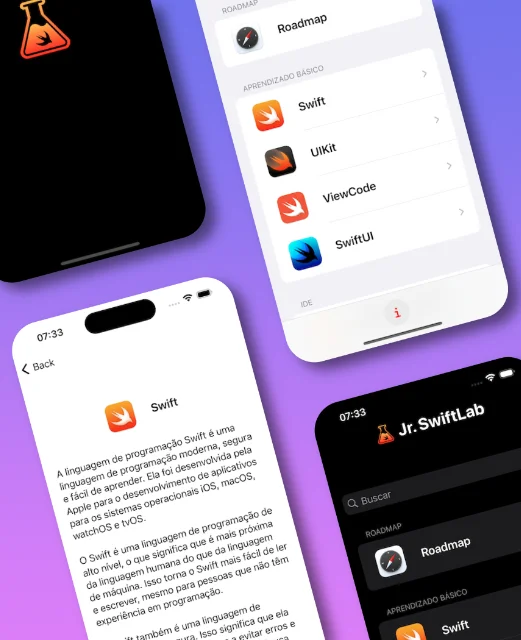 ROADMAP
Roadmap
APRENDIZADO BÁSICO
Swift
UIKit
ViewCode
SwiftUI
IDE
i
07:33
Back
Swift
A linguagem de programação Swift é uma
linguagem de programação moderna, segura
e fácil de aprender. Ela foi desenvolvida pela
Apple para o desenvolvimento de aplicativos
para os sistemas operacionais iOS, macOS,
watchOS e tvOS.
O Swift é uma linguagem de programação de
alto nível, o que significa que é mais próxima
da linguagem humana do que da linguagem
de máquina. Isso torna o Swift mais fácil de ler
e escrever, mesmo para pessoas que não têm
experiência em programação.
também é uma linguagem de
Isso significa que ela
a evitar erros e
07:33
Jr. SwiftLab
Buscar
ROADMAP
Roadmap
APRENDIZADO BÁSICO
Swift